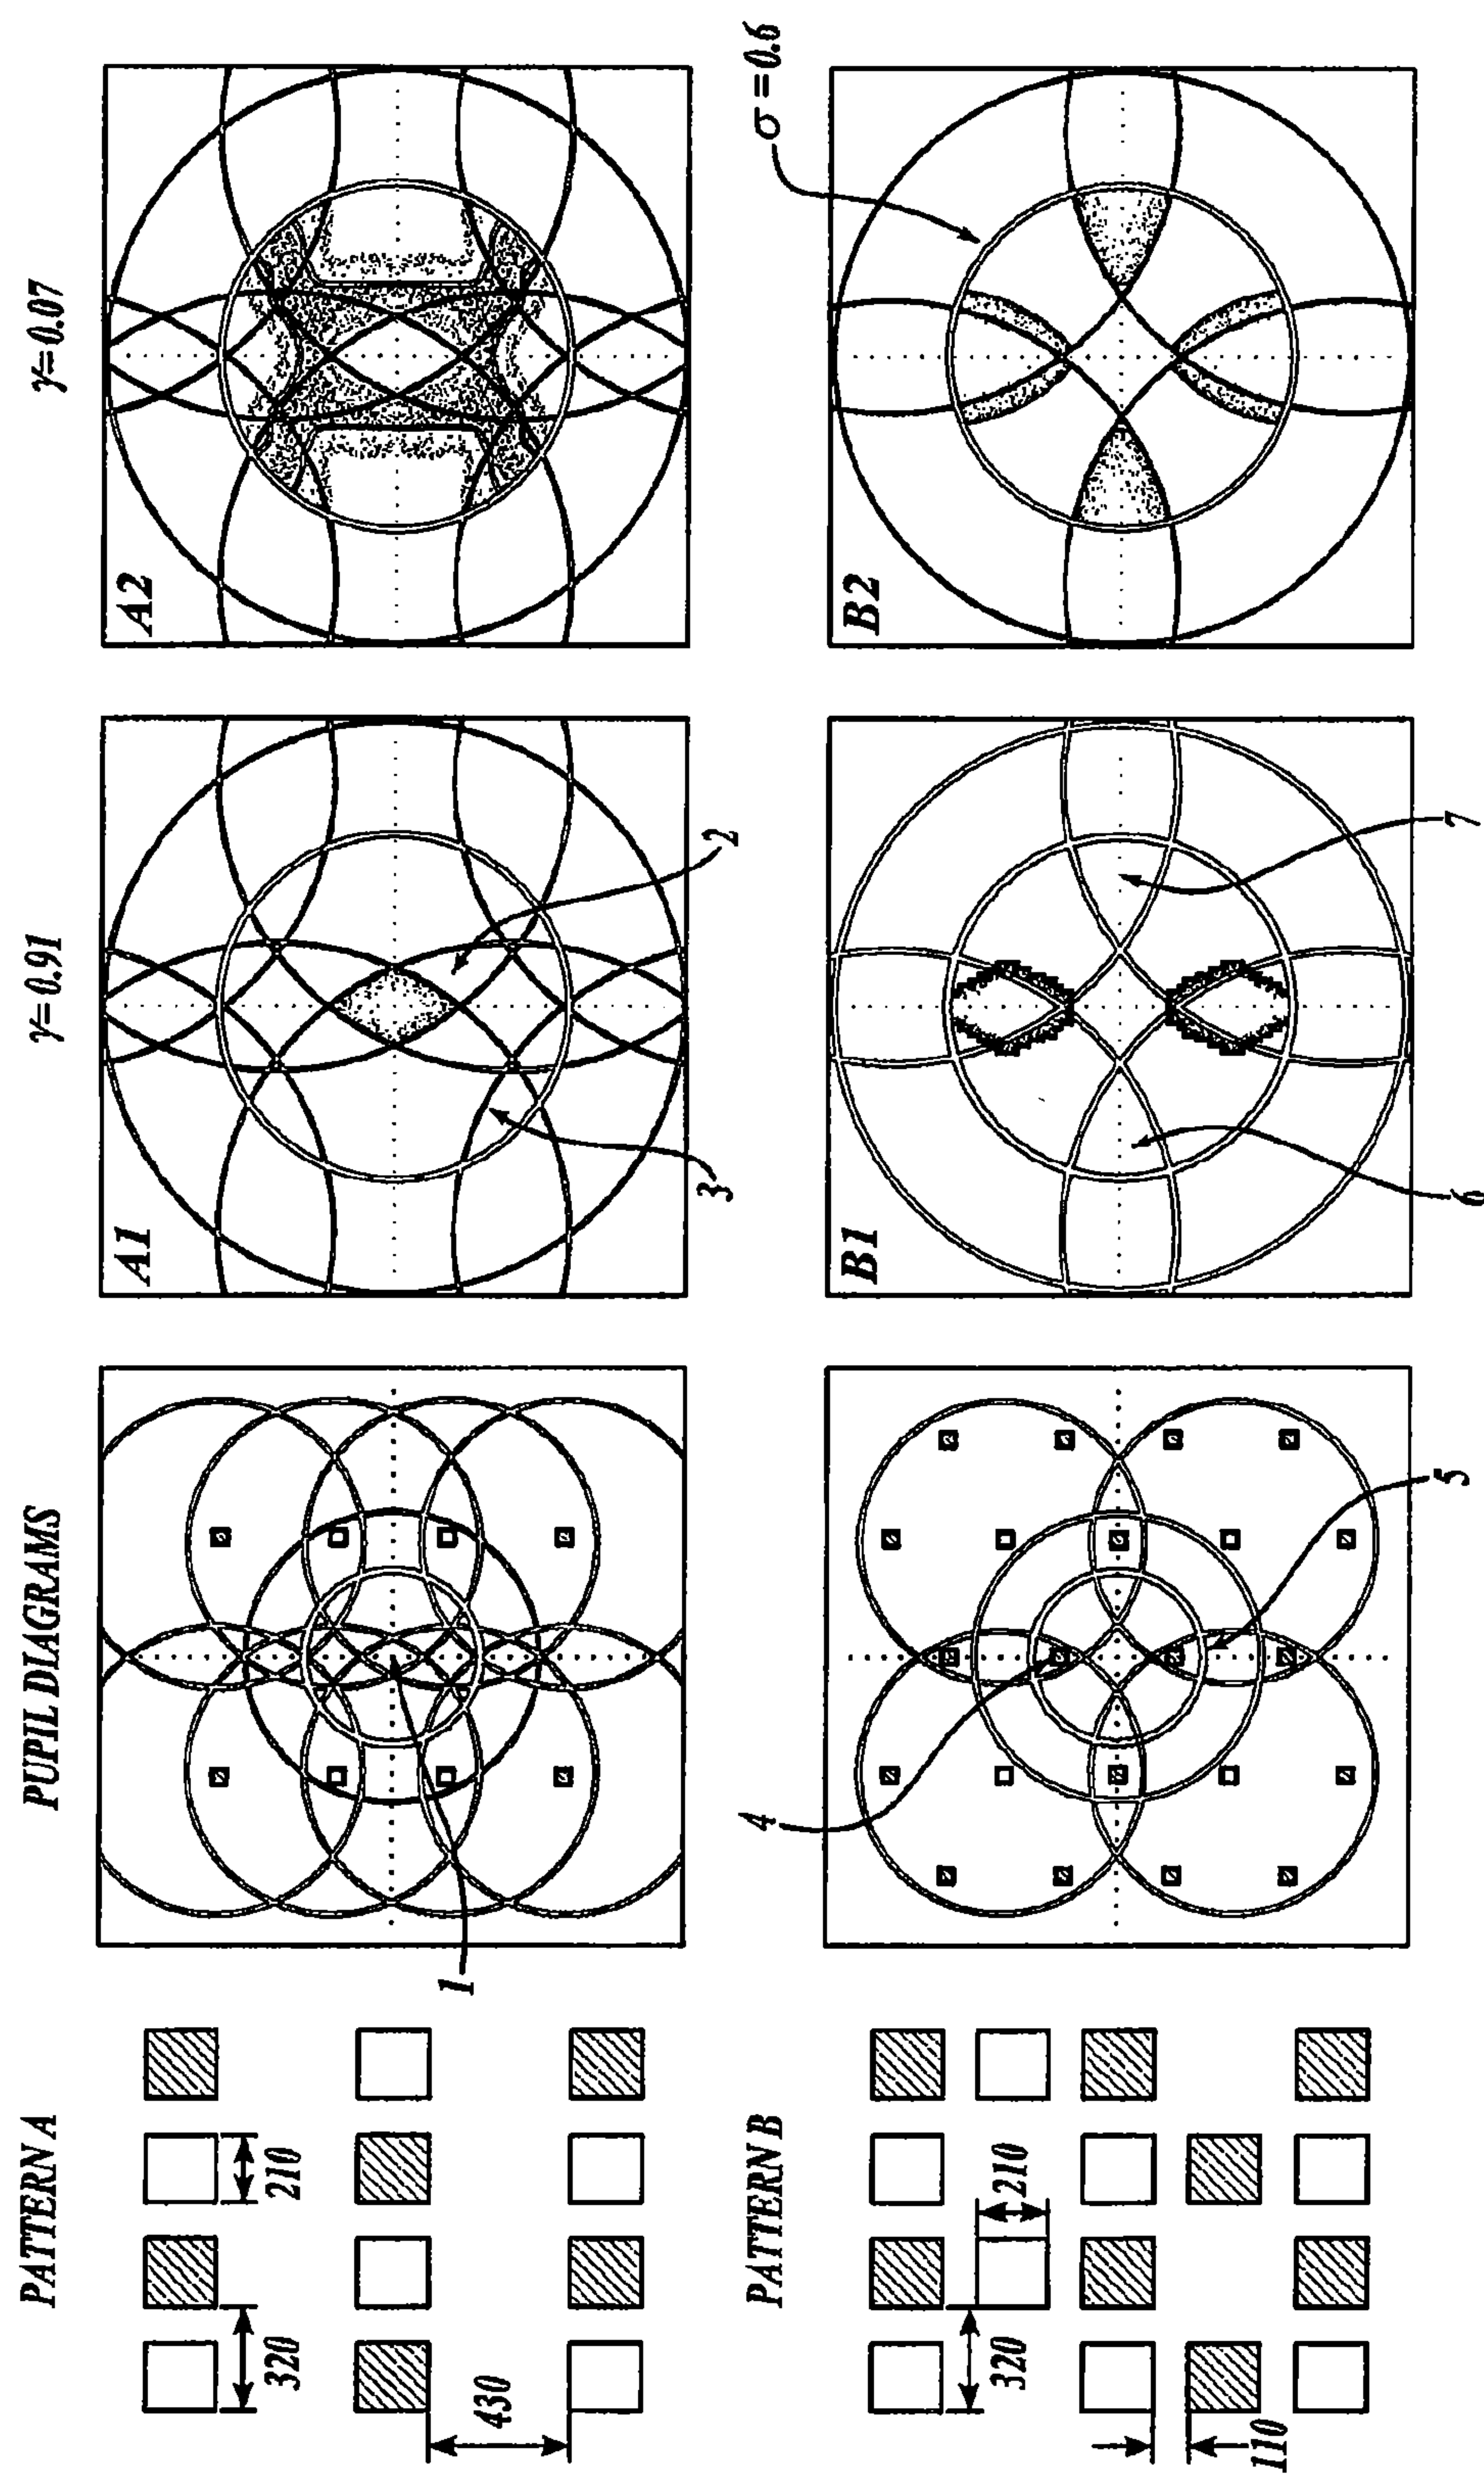 PATTERN A
PUPIL DIAGRAMS
γ=0.91
γ=0.07
320
210
430
1
A1
2
3
A2
PATTERN B
320
210
110
4
5
B1
6
7
B2
σ=0.6